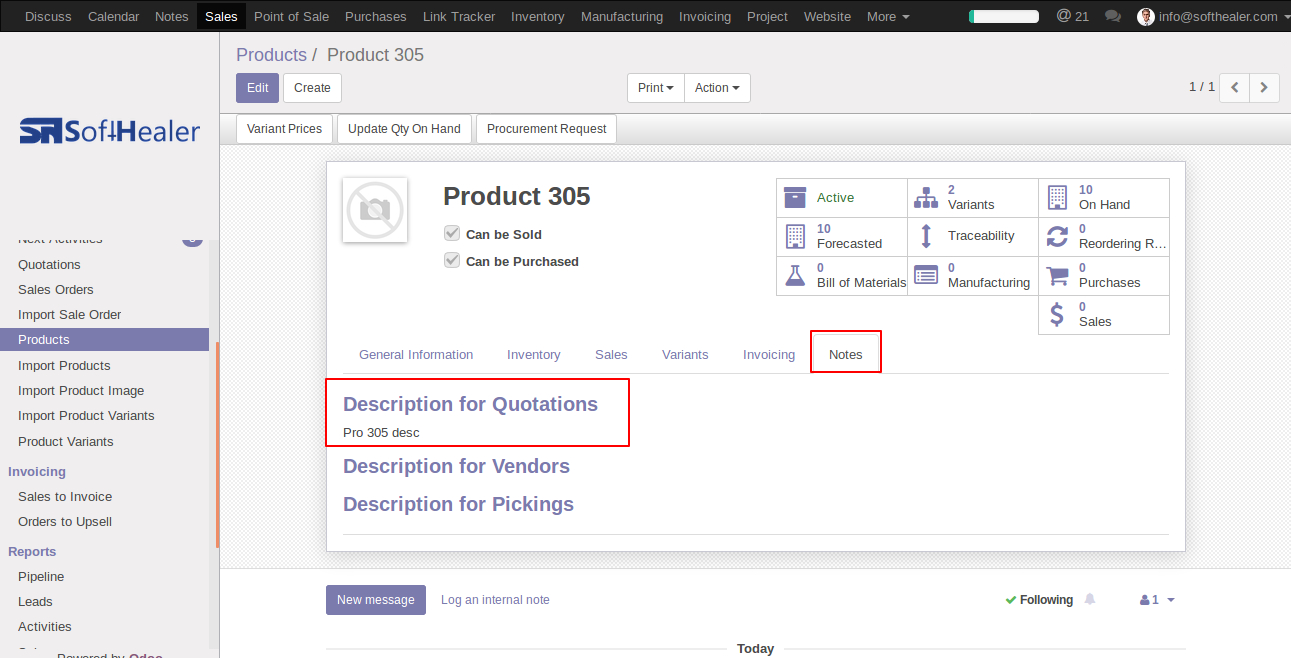 Discuss Calendar Notes Sales Point of Sale Purchases Link Tracker Inventory Manufacturing Invoicing Project Website More @ 21 info@softhealer.com
Products / Product 305
Edit Create Print Action 1 / 1
SH SoftHealer
Variant Prices Update Qty On Hand Procurement Request
Next Activities
Quotations
Sales Orders
Import Sale Order
Products
Import Products
Import Product Image
Import Product Variants
Product Variants
Invoicing
Sales to Invoice
Orders to Upsell
Reports
Pipeline
Leads
Activities
Powered by Odoo
Product 305
Can be Sold
Can be Purchased
Active
2
Variants
10
On Hand
10
Forecasted
Traceability
0
Reordering R...
0
Bill of Materials
0
Manufacturing
0
Purchases
0
Sales
General Information Inventory Sales Variants Invoicing Notes
Description for Quotations
Pro 305 desc
Description for Vendors
Description for Pickings
New message Log an internal note Following 1
Today